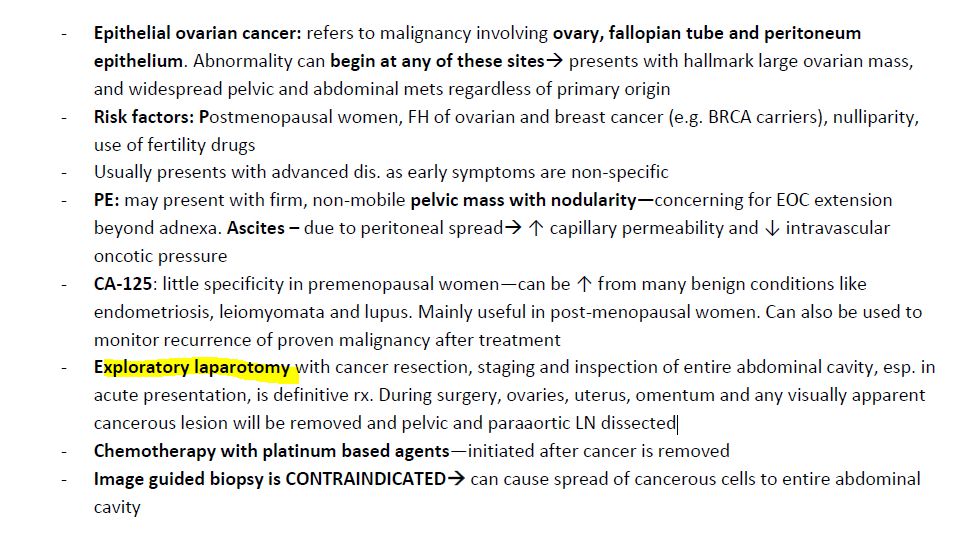 - Epithelial ovarian cancer: refers to malignancy involving ovary, fallopian tube and peritoneum
epithelium. Abnormality can begin at any of these sites→ presents with hallmark large ovarian mass,
and widespread pelvic and abdominal mets regardless of primary origin
- Risk factors: Postmenopausal women, FH of ovarian and breast cancer (e.g. BRCA carriers), nulliparity,
use of fertility drugs
- Usually presents with advanced dis. as early symptoms are non-specific
- PE: may present with firm, non-mobile pelvic mass with nodularity—concerning for EOC extension
beyond adnexa. Ascites – due to peritoneal spread→ ↑ capillary permeability and ↓ intravascular
oncotic pressure
- CA-125: little specificity in premenopausal women—can be ↑ from many benign conditions like
endometriosis, leiomyomata and lupus. Mainly useful in post-menopausal women. Can also be used to
monitor recurrence of proven malignancy after treatment
- Exploratory laparotomy with cancer resection, staging and inspection of entire abdominal cavity, esp. in
acute presentation, is definitive rx. During surgery, ovaries, uterus, omentum and any visually apparent
cancerous lesion will be removed and pelvic and paraaortic LN dissected
- Chemotherapy with platinum based agents—initiated after cancer is removed
- Image guided biopsy is CONTRAINDICATED→ can cause spread of cancerous cells to entire abdominal
cavity